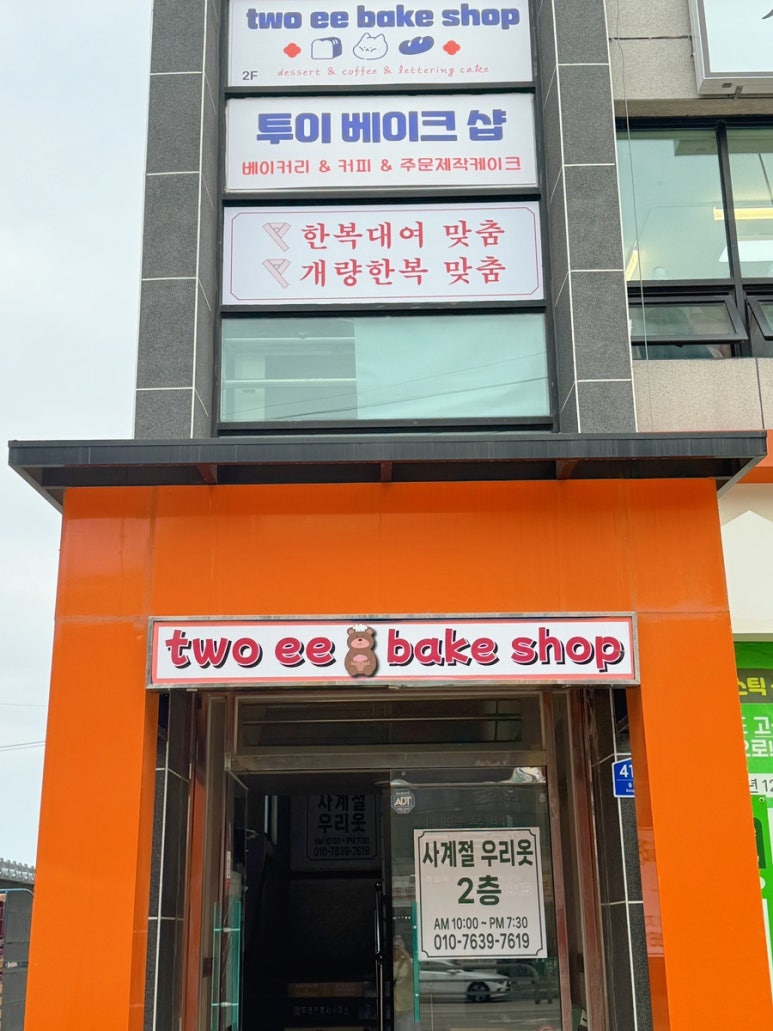 two ee bake shop
dessert & coffee & lettering cake
2F
투이 베이크 샵
베이커리 & 커피 & 주문제작케이크
한복대여 맞춤
개량한복 맞춤
two ee bake shop
41
ADT
사계절
우리옷
AM 10:00 ~ PM 7:30
010-7639-7619
사계절 우리옷
2층
AM 10:00 ~ PM 7:30
010-7639-7619